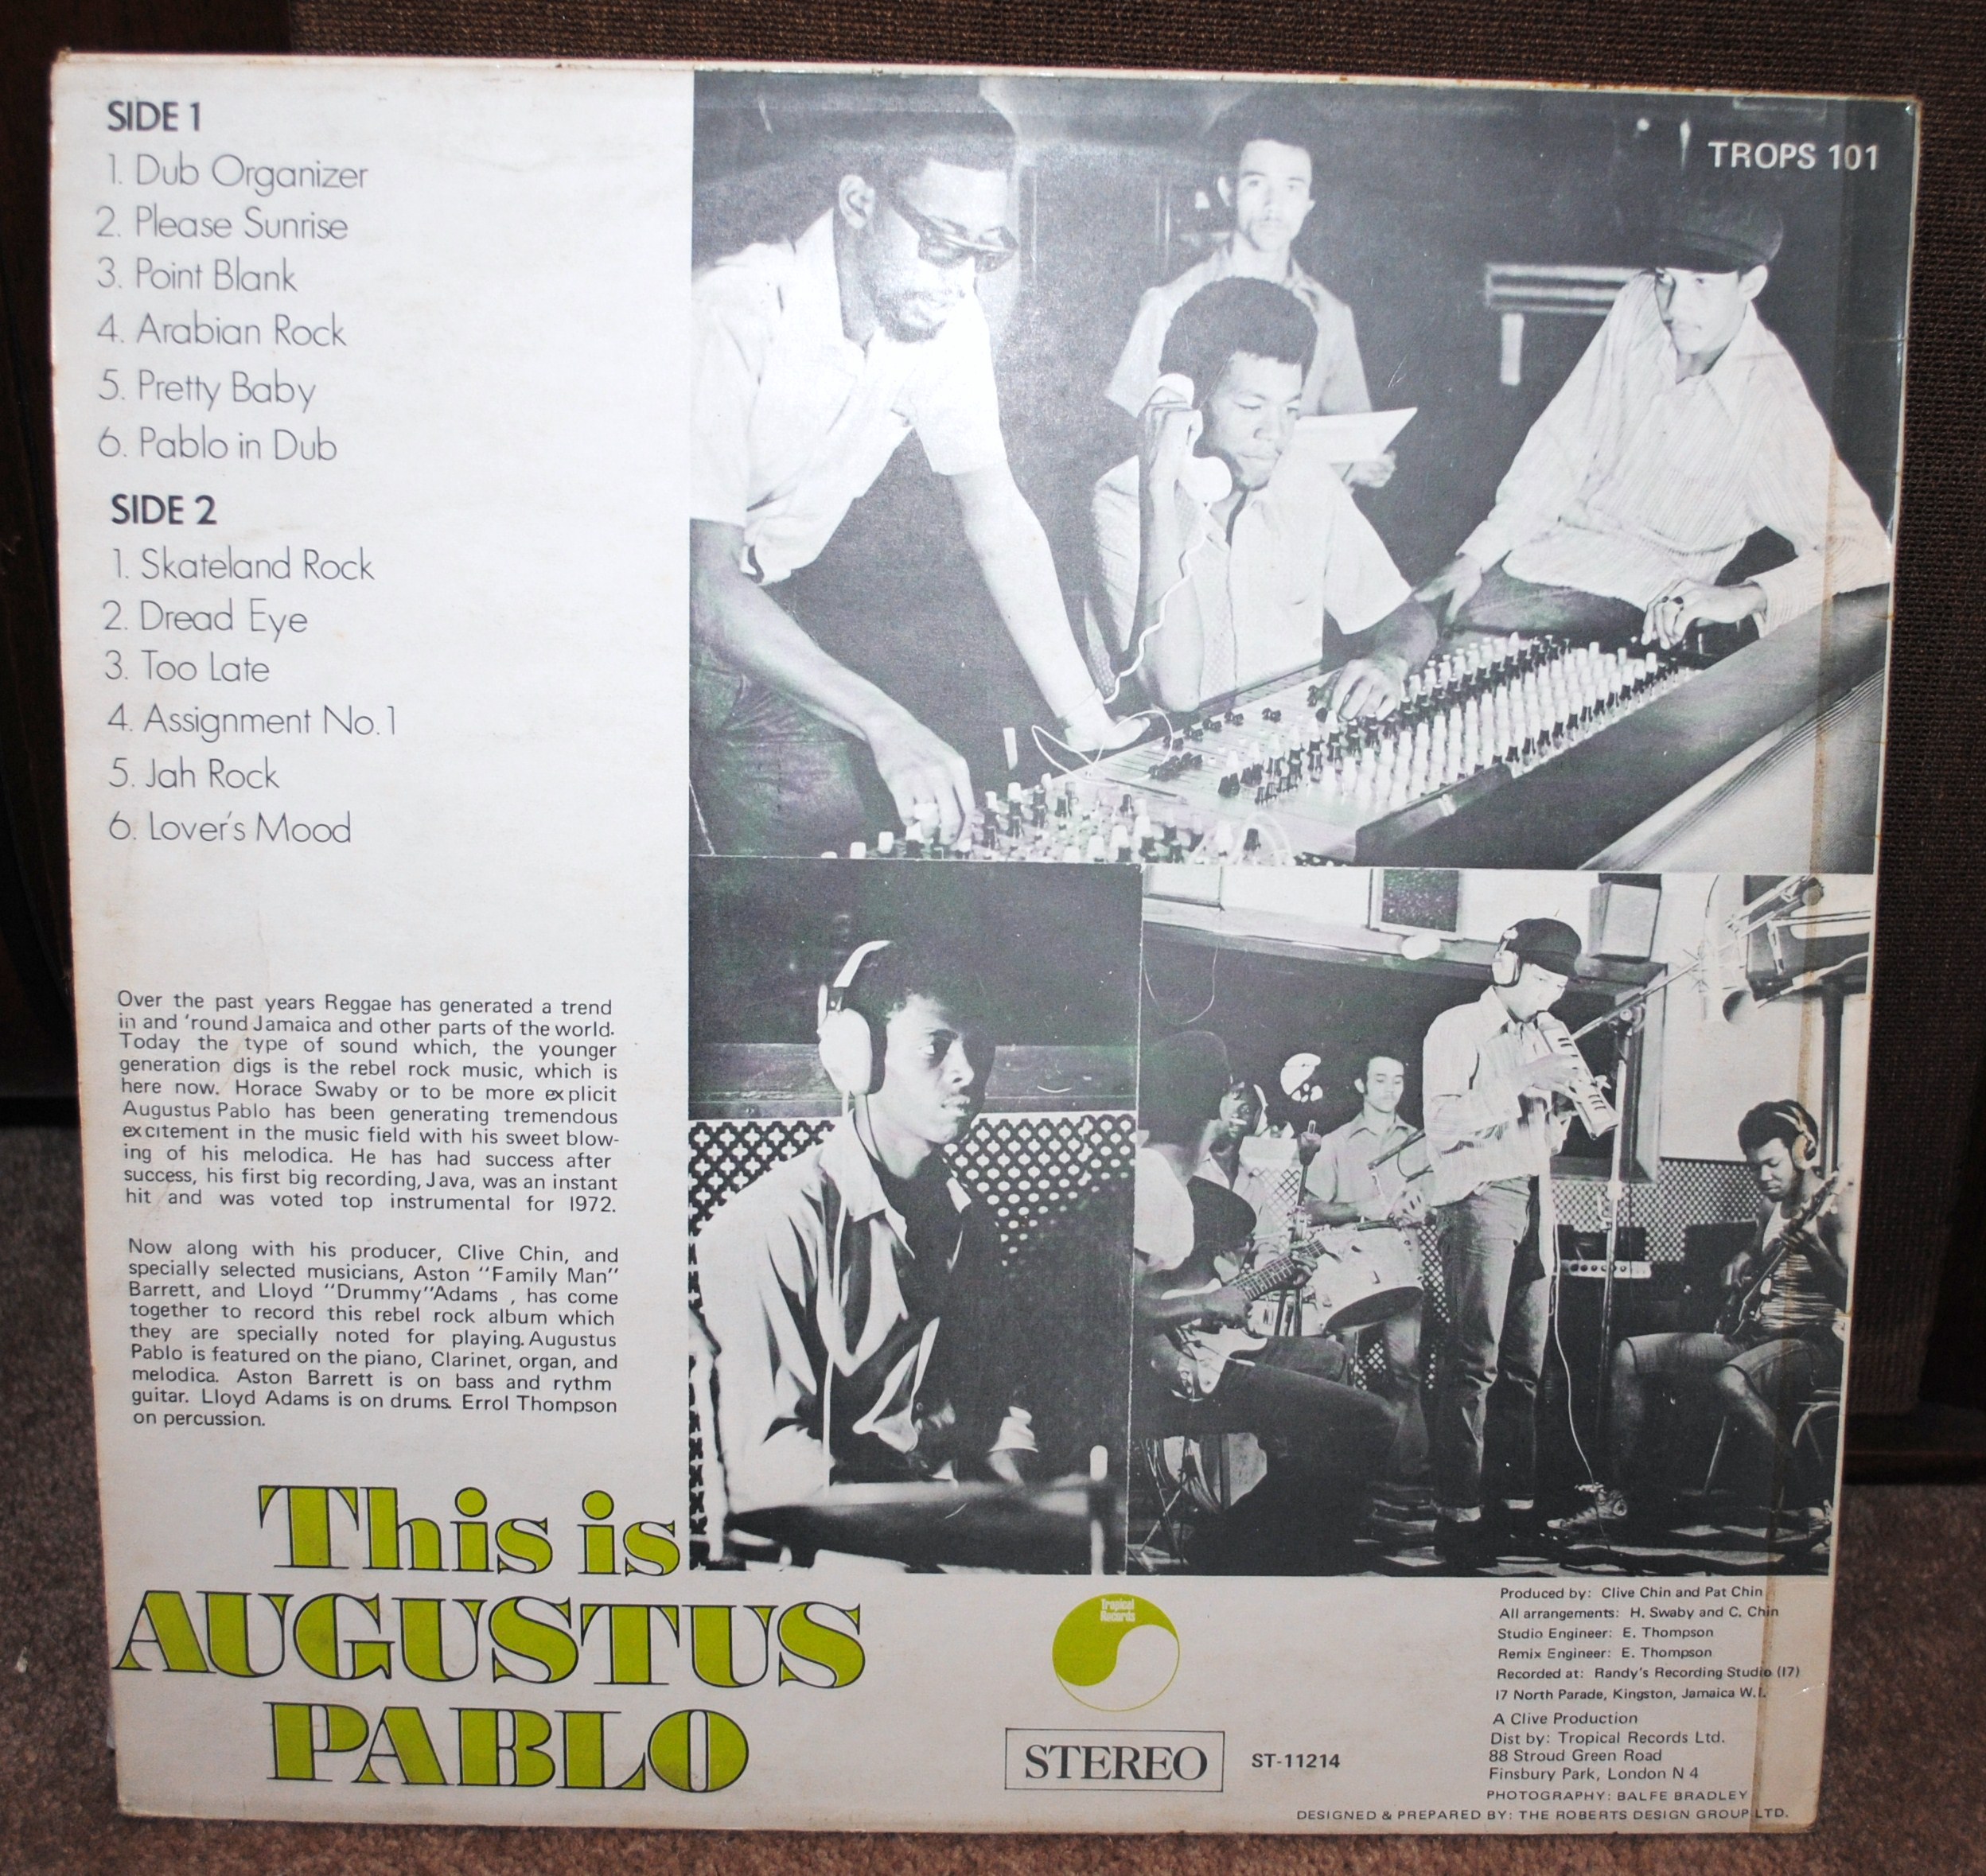 SIDE 1
1. Dub Organizer
2. Please Sunrise
3. Point Blank
4. Arabian Rock
5. Pretty Baby
6. Pablo in Dub
SIDE 2
1. Skateland Rock
2. Dread Eye
3. Too Late
4. Assignment No.1
5. Jah Rock
6. Lover's Mood
TROPS 101
Over the past years Reggae has generated a trend
in and 'round Jamaica and other parts of the world.
Today the type of sound which, the younger
generation digs is the rebel rock music, which is
here now. Horace Swaby or to be more explicit
Augustus Pablo has been generating tremendous
excitement in the music field with his sweet blow-
ing of his melodica. He has had success after
success, his first big recording, Java, was an instant
hit and was voted top instrumental for 1972.
Now along with his producer, Clive Chin, and
specially selected musicians, Aston "Family Man"
Barrett, and Lloyd "Drummy" Adams , has come
together to record this rebel rock album which
they are specially noted for playing. Augustus
Pablo is featured on the piano, Clarinet, organ, and
melodica. Aston Barrett is on bass and rythm
guitar. Lloyd Adams is on drums. Errol Thompson
on percussion.
This is
AUGUSTUS
PABLO
Tropical
Records
STEREO
ST-11214
Produced by: Clive Chin and Pat Chin
All arrangements: H. Swaby and C. Chin
Studio Engineer: E. Thompson
Remix Engineer: E. Thompson
Recorded at: Randy's Recording Studio (17)
17 North Parade, Kingston, Jamaica W.I.
A Clive Production
Dist by: Tropical Records Ltd.
88 Stroud Green Road
Finsbury Park, London N 4
PHOTOGRAPHY: BALFE BRADLEY
DESIGNED & PREPARED BY: THE ROBERTS DESIGN GROUP LTD.